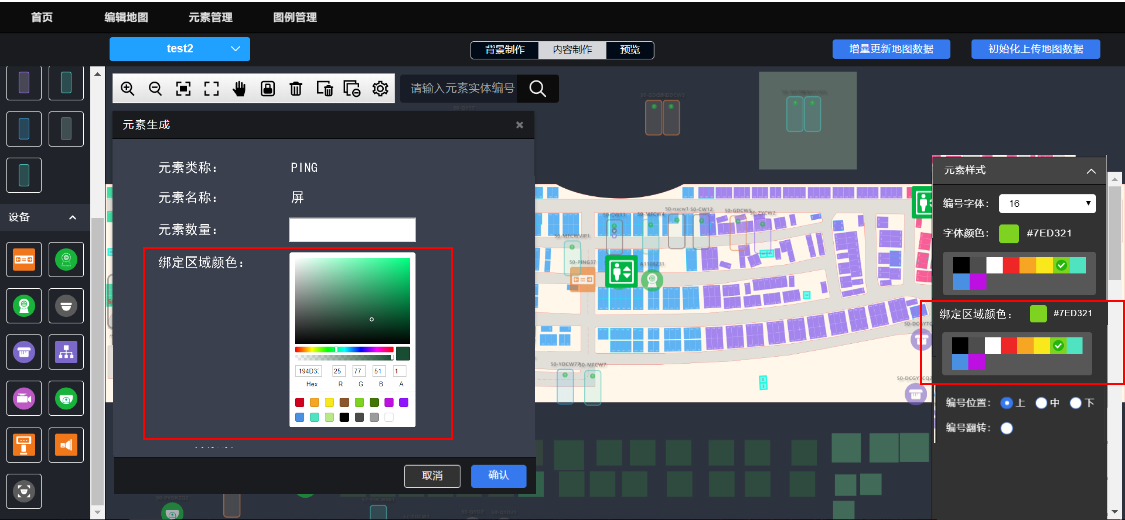 首页 编辑地图 元素管理 图例管理
test2 背景制作 内容制作 预览 增量更新地图数据 初始化上传地图数据
请输入元素实体编号
设备
元素生成
元素类称： PING
元素名称： 屏
元素数量：
绑定区域颜色：
194D33 25 77 51 1
Hex R G B A
取消 确认
元素样式
编号字体： 16
字体颜色： #7ED321
绑定区域颜色： #7ED321
编号位置： 上 中 下
编号翻转：